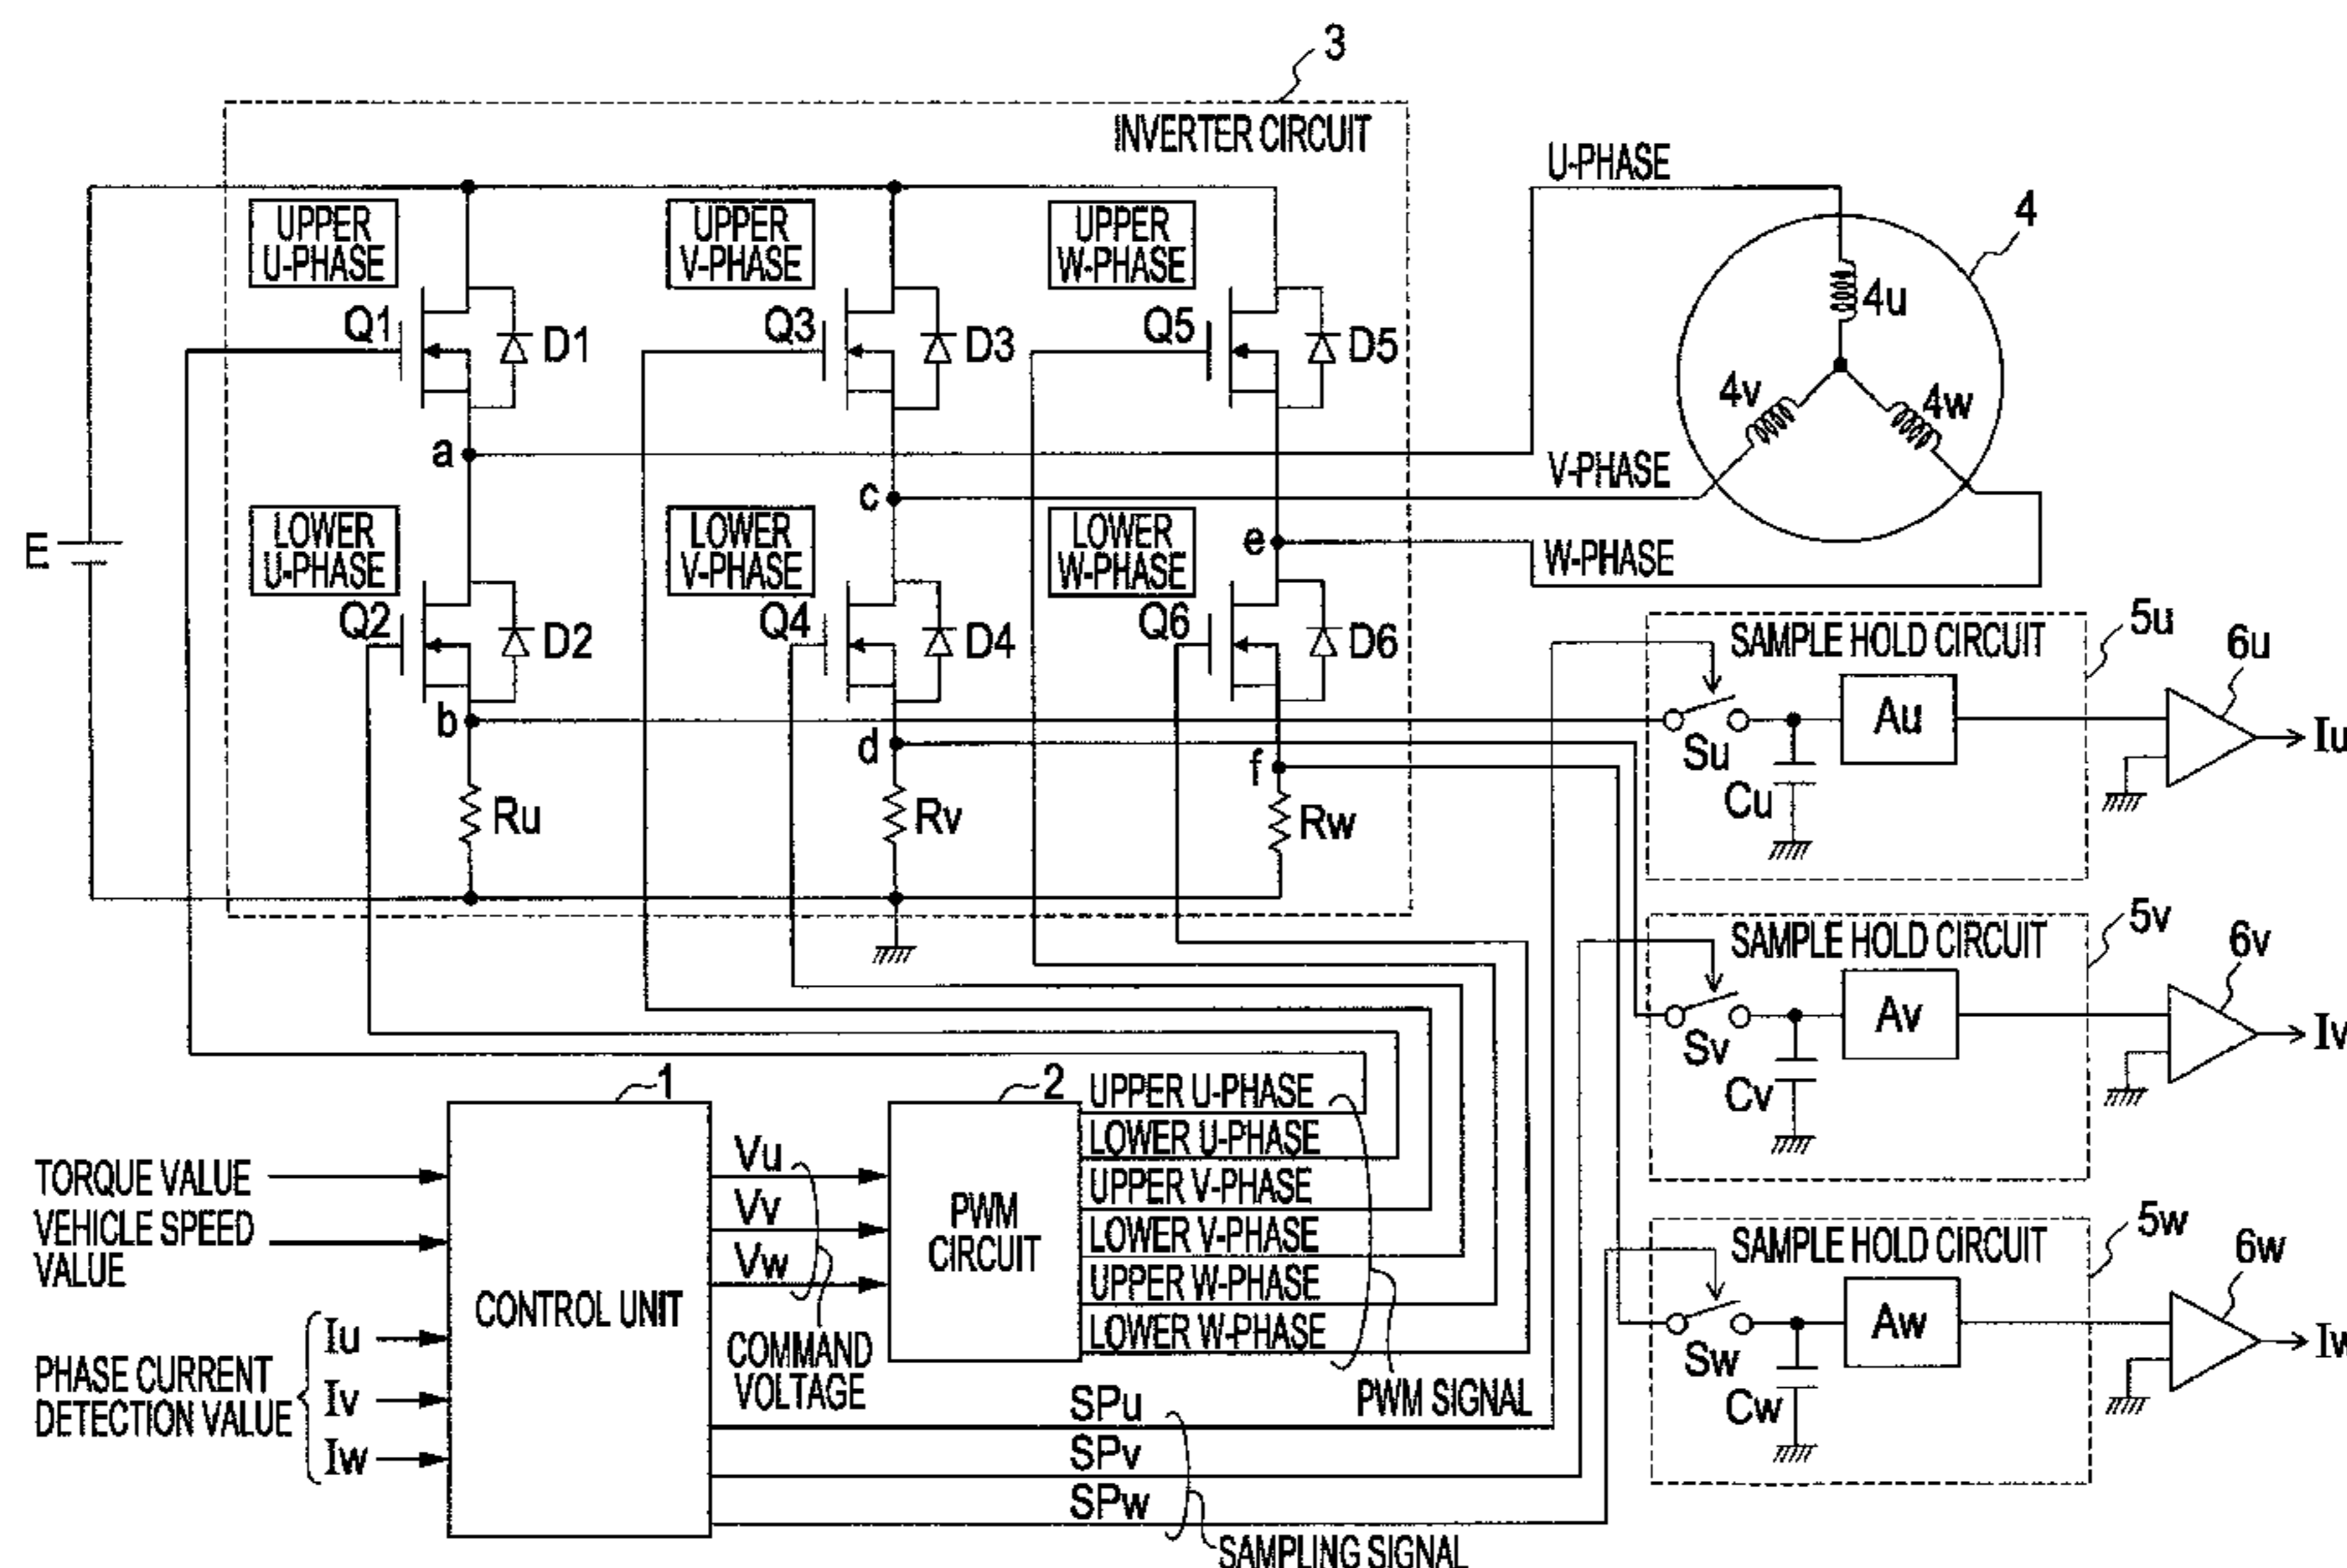 3
INVERTER CIRCUIT
U-PHASE
4
UPPER
U-PHASE
UPPER
V-PHASE
UPPER
W-PHASE
Q1
D1
Q3
D3
Q5
D5
4u
4v
4w
a
c
e
V-PHASE
W-PHASE
E
LOWER
U-PHASE
LOWER
V-PHASE
LOWER
W-PHASE
Q2
D2
Q4
D4
Q6
D6
b
d
f
Ru
Rv
Rw
SAMPLE HOLD CIRCUIT
5u
6u
Su
Cu
Au
Iu
SAMPLE HOLD CIRCUIT
5v
6v
Sv
Cv
Av
Iv
SAMPLE HOLD CIRCUIT
5w
6w
Sw
Cw
Aw
Iw
1
2
TORQUE VALUE
VEHICLE SPEED
VALUE
PHASE CURRENT
DETECTION VALUE
Iu
Iv
Iw
CONTROL UNIT
Vu
Vv
Vw
COMMAND
VOLTAGE
PWM
CIRCUIT
UPPER U-PHASE
LOWER U-PHASE
UPPER V-PHASE
LOWER V-PHASE
UPPER W-PHASE
LOWER W-PHASE
PWM SIGNAL
SPu
SPv
SPw
SAMPLING SIGNAL